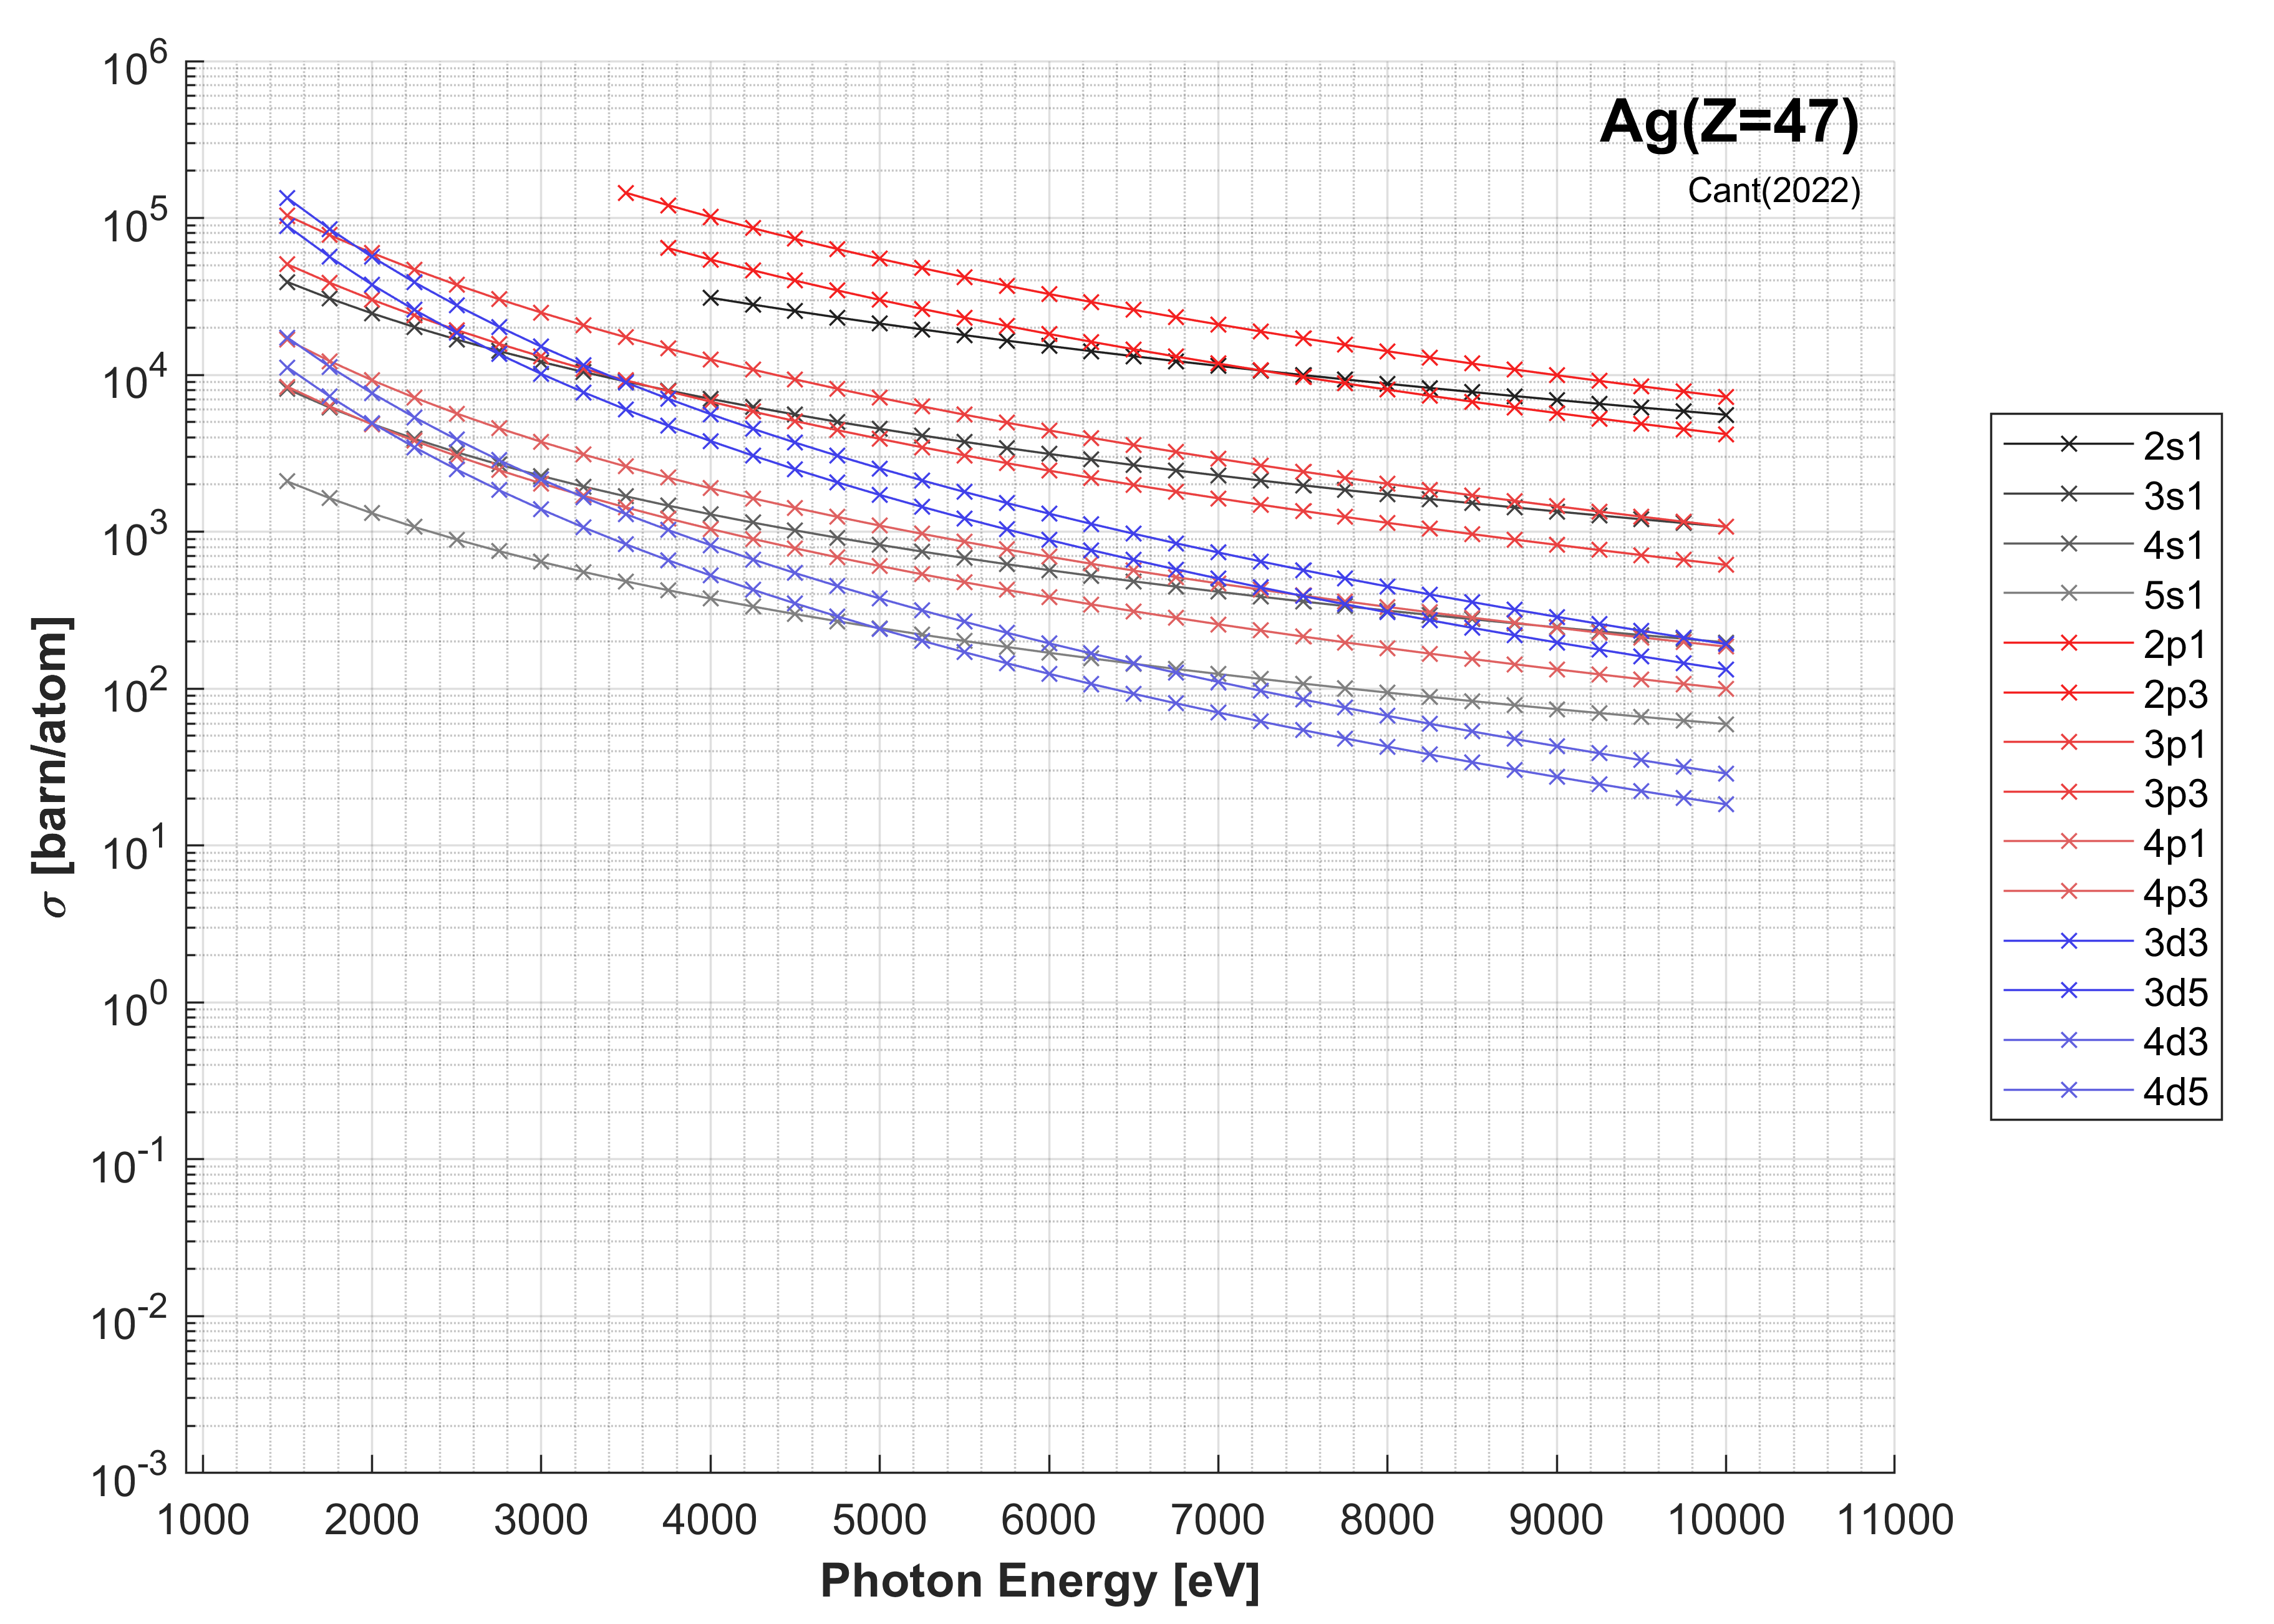 Ag(Z=47)
Cant(2022)
σ [barn/atom]
10^6
10^5
10^4
10^3
10^2
10^1
10^0
10^-1
10^-2
10^-3
1000 2000 3000 4000 5000 6000 7000 8000 9000 10000 11000
Photon Energy [eV]
2s1
3s1
4s1
5s1
2p1
2p3
3p1
3p3
4p1
4p3
3d3
3d5
4d3
4d5